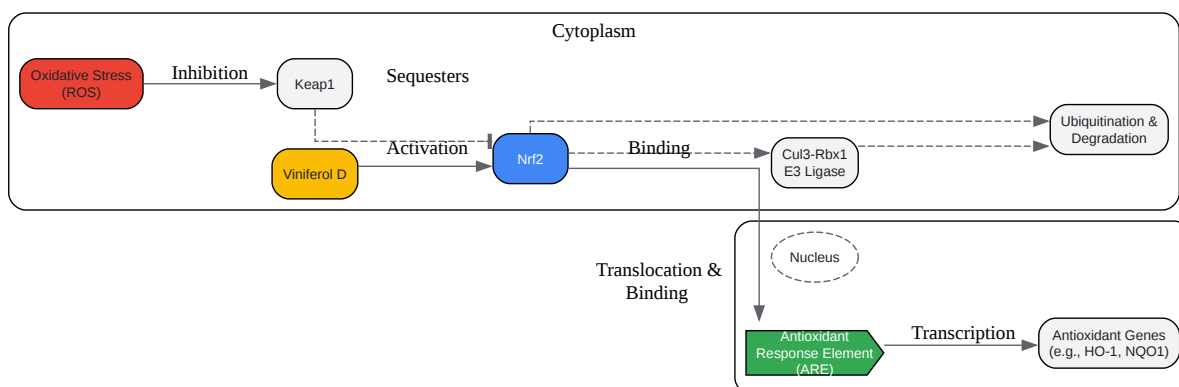 Cytoplasm
Oxidative Stress
(ROS)
Inhibition
Keap1
Sequesters
Ubiquitination &
Degradation
Viniferol D
Activation
Nrf2
Binding
Cul3-Rbx1
E3 Ligase
Nucleus
Translocation &
Binding
Antioxidant
Response Element
(ARE)
Transcription
Antioxidant Genes
(e.g., HO-1, NQO1)